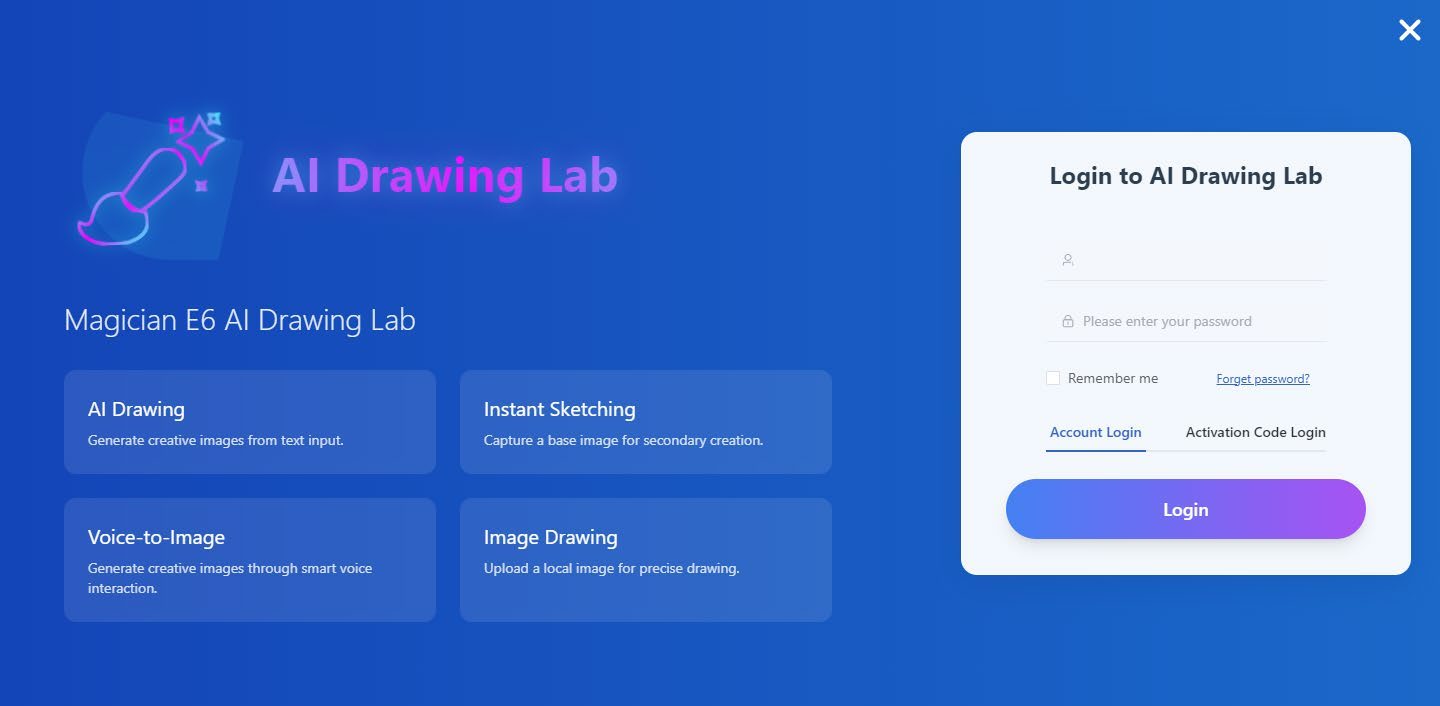 AI Drawing Lab
Magician E6 AI Drawing Lab
AI Drawing
Generate creative images from text input.
Instant Sketching
Capture a base image for secondary creation.
Voice-to-Image
Generate creative images through smart voice
interaction.
Image Drawing
Upload a local image for precise drawing.
Login to AI Drawing Lab
Please enter your password
Remember me
Forget password?
Account Login
Activation Code Login
Login